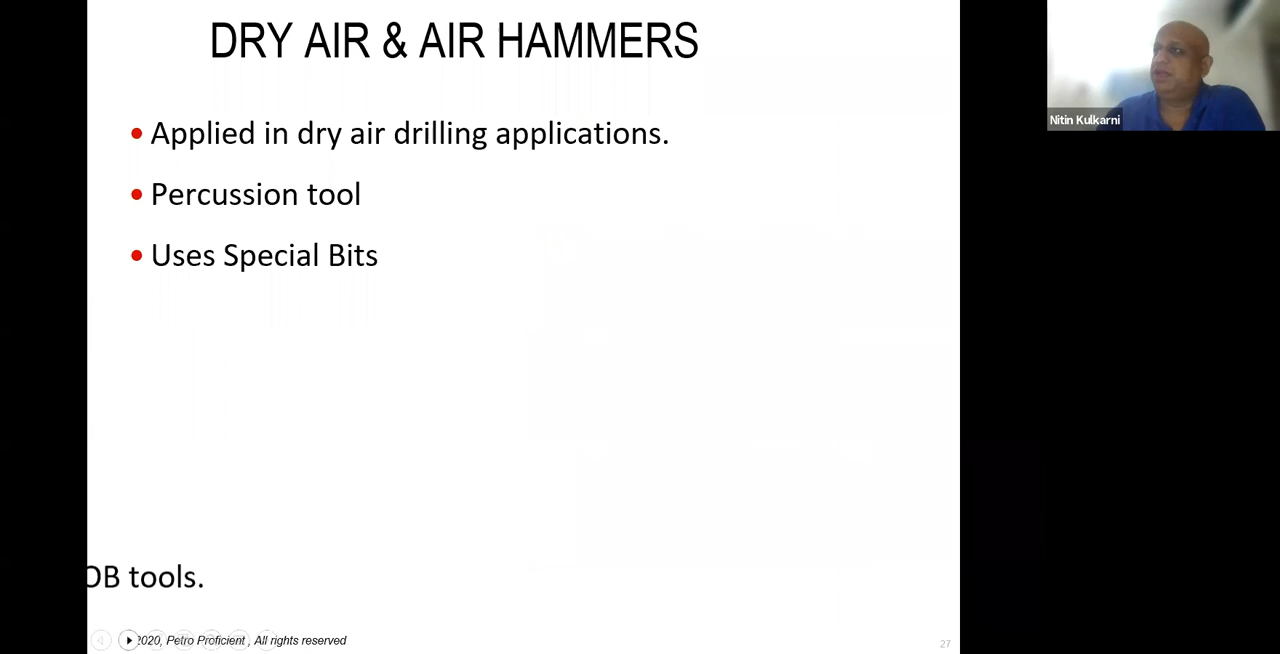 DRY AIR & AIR HAMMERS
Nitin Kulkarni
• Applied in dry air drilling applications.
• Percussion tool
• Uses Special Bits
OB tools.
2020, Petro Proficient , All rights reserved
27